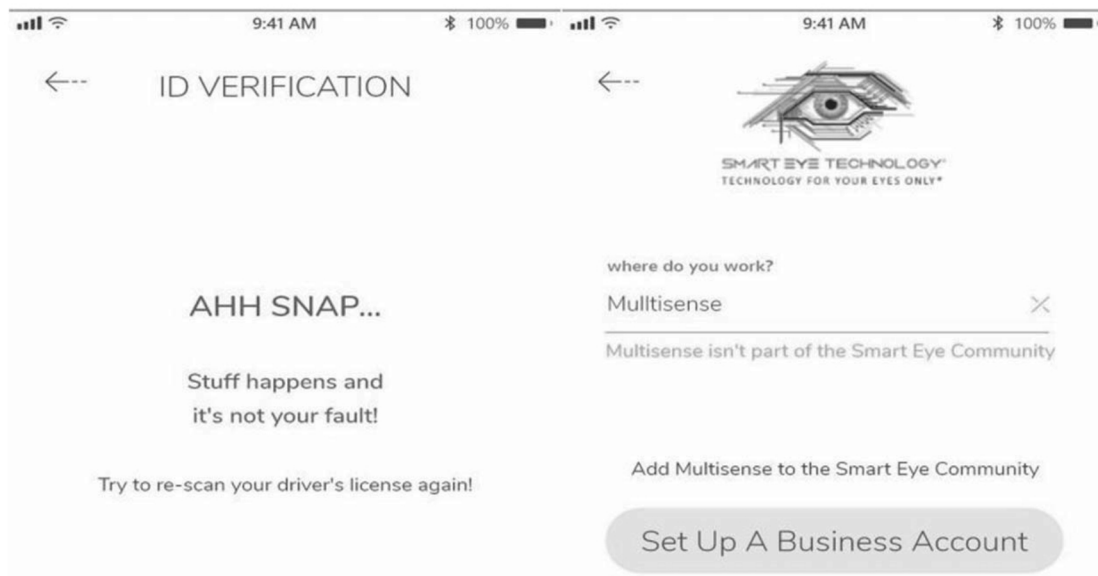 9:41 AM
100%
ID VERIFICATION
AHH SNAP...
Stuff happens and
it's not your fault!
Try to re-scan your driver's license again!
9:41 AM
100%
SMART EYE TECHNOLOGY
TECHNOLOGY FOR YOUR EYES ONLY®
where do you work?
Mulltisense
Multisense isn't part of the Smart Eye Community
Add Multisense to the Smart Eye Community
Set Up A Business Account